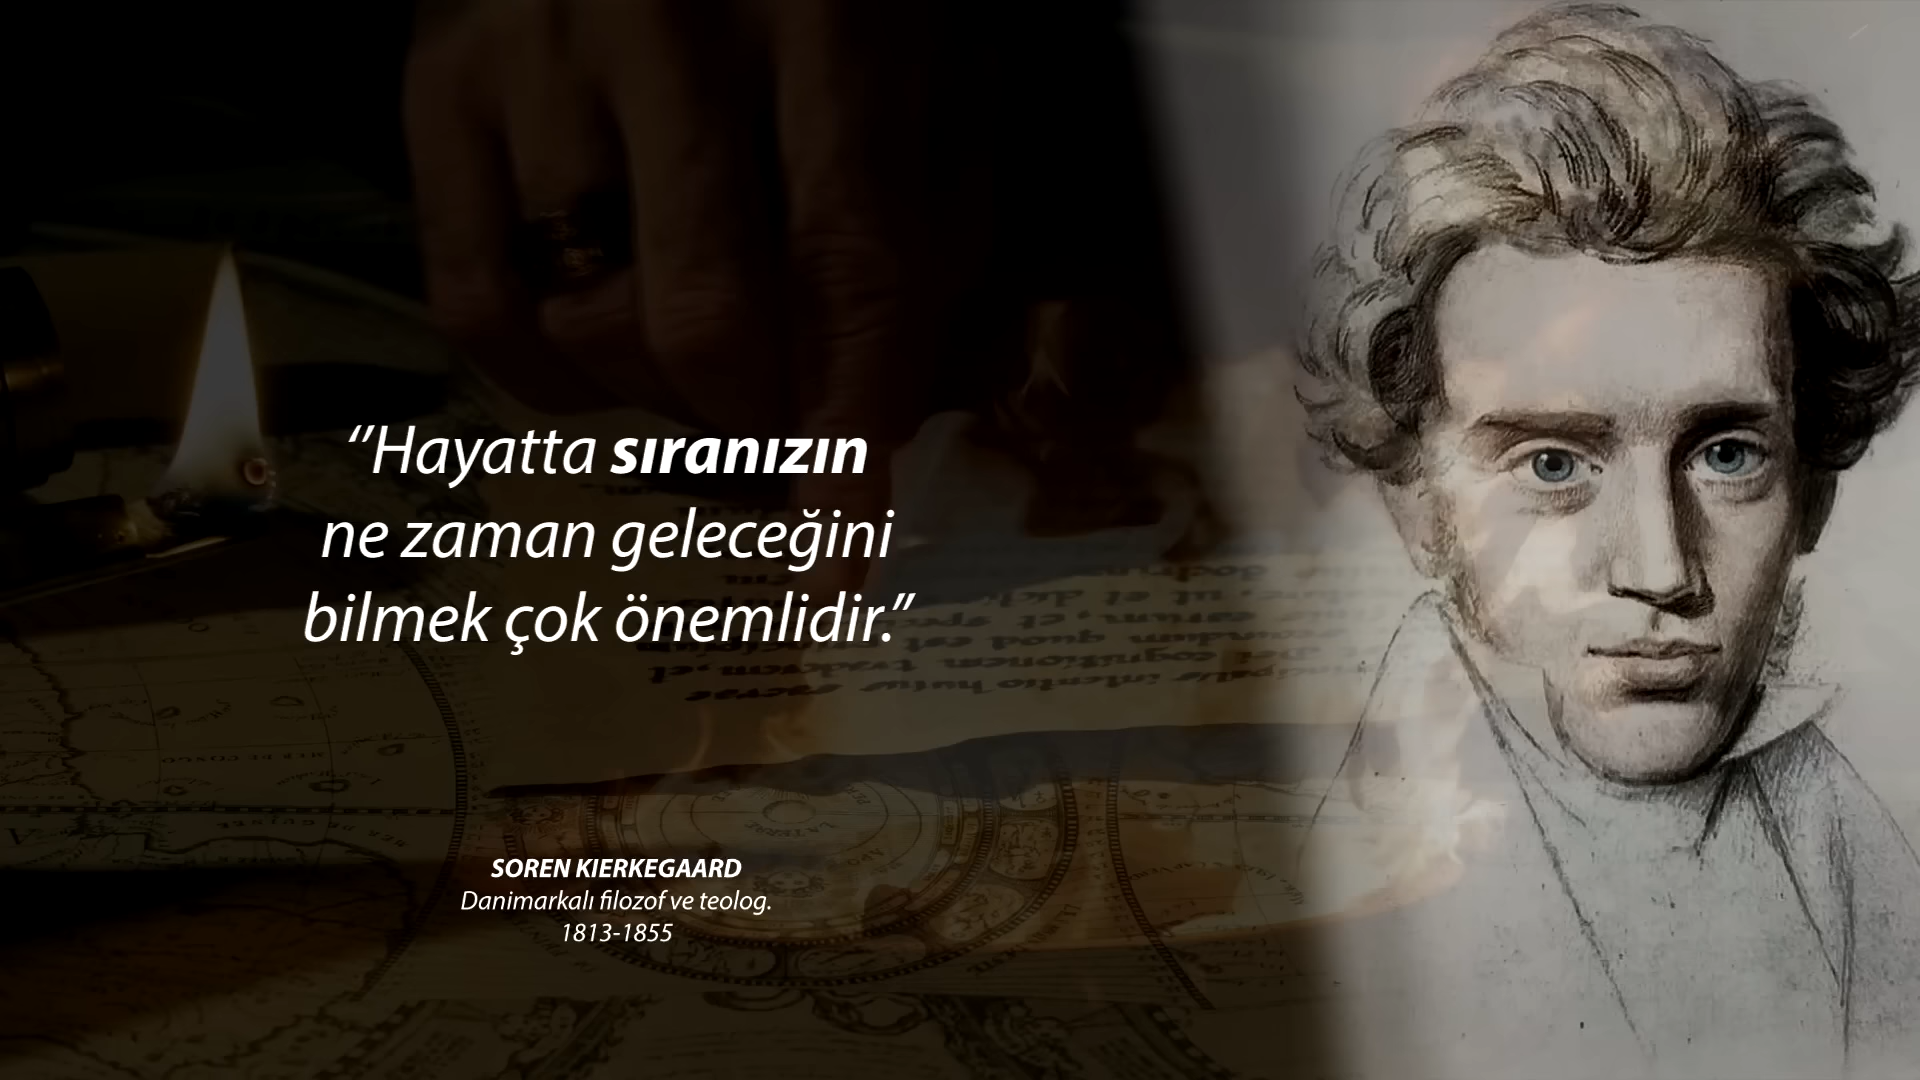 “Hayatta sıranızın
ne zaman geleceğini
bilmek çok önemlidir.”
SOREN KIERKEGAARD
Danimarkalı filozof ve teolog.
1813-1855